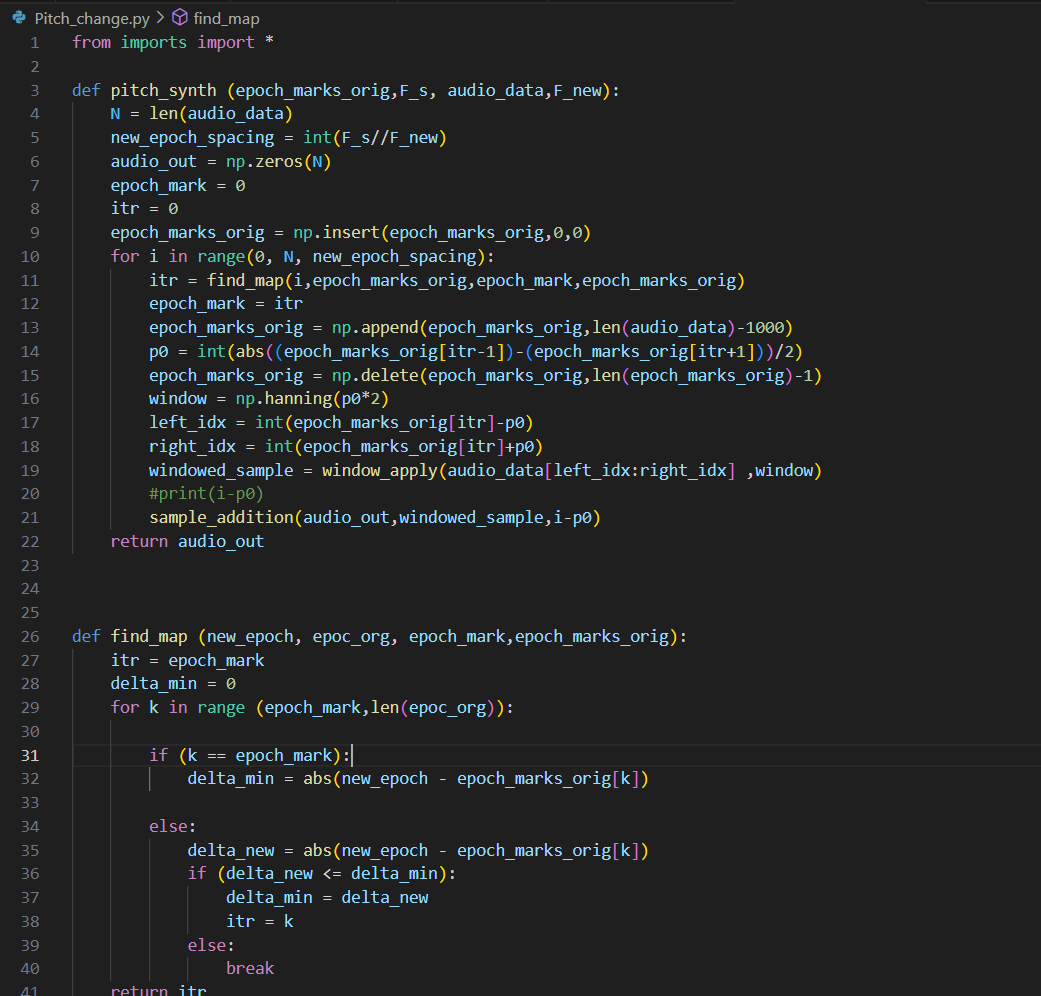 Pitch_change.py > find_map
1 from imports import *
2
3 def pitch_synth (epoch_marks_orig,F_s, audio_data,F_new):
4     N = len(audio_data)
5     new_epoch_spacing = int(F_s//F_new)
6     audio_out = np.zeros(N)
7     epoch_mark = 0
8     itr = 0
9     epoch_marks_orig = np.insert(epoch_marks_orig,0,0)
10     for i in range(0, N, new_epoch_spacing):
11         itr = find_map(i,epoch_marks_orig,epoch_mark,epoch_marks_orig)
12         epoch_mark = itr
13         epoch_marks_orig = np.append(epoch_marks_orig,len(audio_data)-1000)
14         p0 = int(abs((epoch_marks_orig[itr-1])-(epoch_marks_orig[itr+1]))/2)
15         epoch_marks_orig = np.delete(epoch_marks_orig,len(epoch_marks_orig)-1)
16         window = np.hanning(p0*2)
17         left_idx = int(epoch_marks_orig[itr]-p0)
18         right_idx = int(epoch_marks_orig[itr]+p0)
19         windowed_sample = window_apply(audio_data[left_idx:right_idx] ,window)
20         #print(i-p0)
21         sample_addition(audio_out,windowed_sample,i-p0)
22     return audio_out
23
24
25
26 def find_map (new_epoch, epoc_org, epoch_mark,epoch_marks_orig):
27     itr = epoch_mark
28     delta_min = 0
29     for k in range (epoch_mark,len(epoc_org)):
30
31         if (k == epoch_mark):
32             delta_min = abs(new_epoch - epoch_marks_orig[k])
33
34         else:
35             delta_new = abs(new_epoch - epoch_marks_orig[k])
36             if (delta_new <= delta_min):
37                 delta_min = delta_new
38                 itr = k
39             else:
40                 break
41     return itr